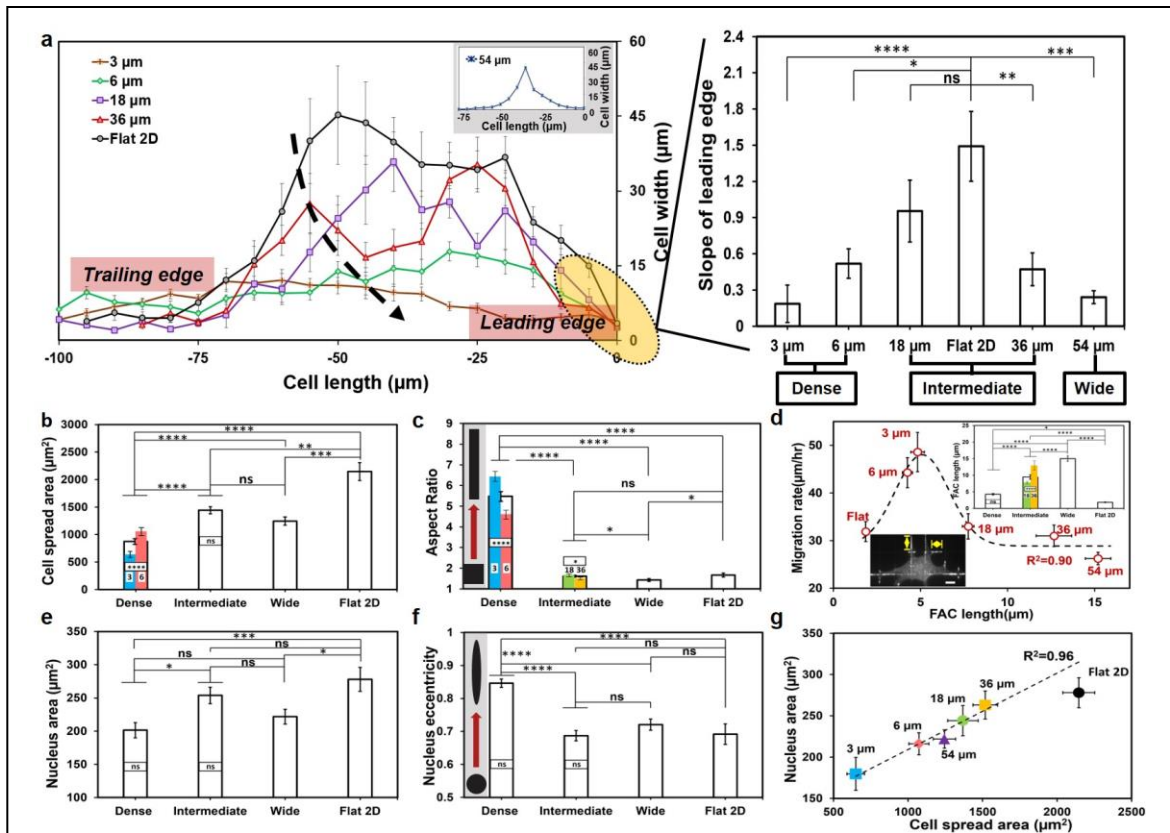 a
3 μm
6 μm
18 μm
36 μm
Flat 2D
54 μm
60
45
30
15
0
Cell width (μm)
-75 -50 -25 0
Cell length (μm)
60
45
30
15
0
Cell width (μm)
Trailing edge
Leading edge
-100 -75 -50 -25 0
Cell length (μm)
Slope of leading edge
2.4
2.1
1.8
1.5
1.2
0.9
0.6
0.3
0
**** ***
* **
ns
3 μm 6 μm 18 μm Flat 2D 36 μm 54 μm
Dense Intermediate Wide
b
Cell spread area (μm²)
3000
2500
2000
1500
1000
500
0
****
**** **
***
**** ns
****
3 6
ns
Dense Intermediate Wide Flat 2D
c
Aspect Ratio
9
8
7
6
5
4
3
2
1
****
****
**** ns
*
*
****
3 6
*
18 36
Dense Intermediate Wide Flat 2D
d
Migration rate(μm/hr)
50
40
30
20
3 μm
6 μm
Flat
18 μm
36 μm
54 μm
R²=0.90
FAC length (μm)
25
20
15
10
5
0
*
**** ****
**** **** ****
ns
18 36
Dense Intermediate Wide Flat 2D
0 5 10 15
FAC length(μm)
e
Nucleus area (μm²)
350
300
250
200
150
100
***
ns ns
* ns *
ns
ns
Dense Intermediate Wide Flat 2D
f
Nucleus eccentricity
1
0.9
0.8
0.7
0.6
0.5
****
**** ns
ns
**** ns
ns
ns
Dense Intermediate Wide Flat 2D
g
Nucleus area (μm²)
350
300
250
200
150
100
R²=0.96
Flat 2D
36 μm
18 μm
6 μm
54 μm
3 μm
500 1000 1500 2000 2500
Cell spread area (μm²)